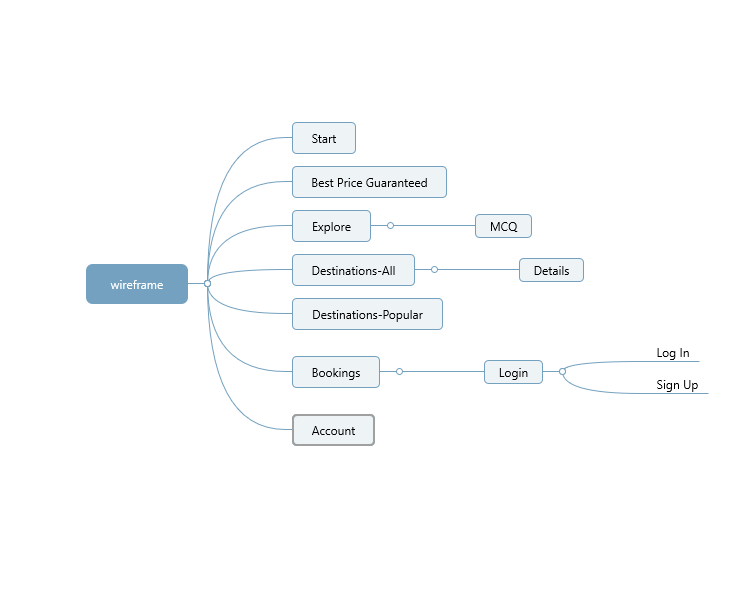 Start
Best Price Guaranteed
Explore
MCQ
Destinations-All
Details
wireframe
Destinations-Popular
Bookings
Login
Log In
Sign Up
Account